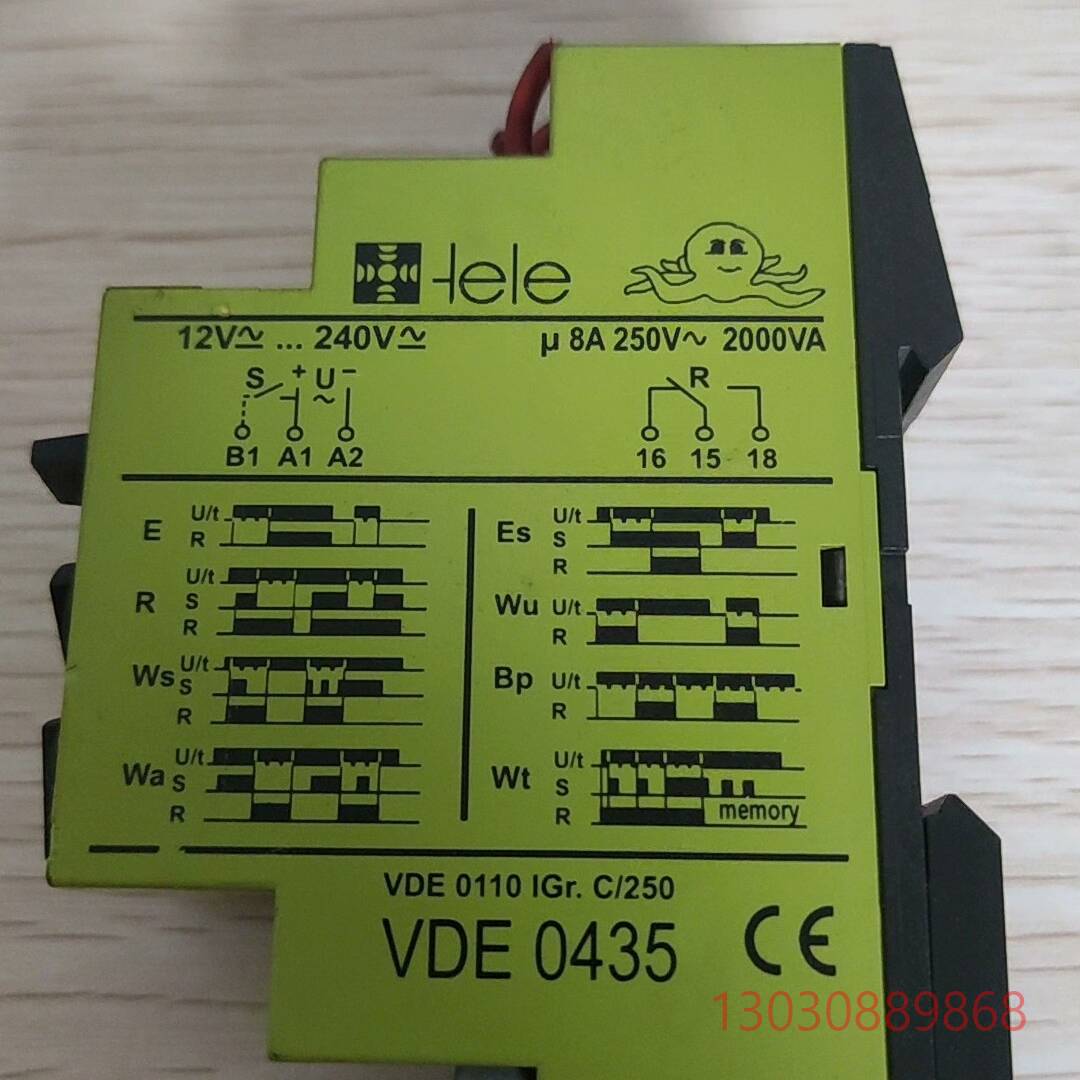 tele
12V≂ ... 240V≂ µ 8A 250V~ 2000VA
S + U − R
~
B1 A1 A2 16 15 18
E U/t Es U/t
R S
R
R U/t Wu U/t
S R
R
Ws U/t Bp U/t
S R
R
Wa U/t Wt U/t
S S
R R memory
VDE 0110 IGr. C/250
VDE 0435 CE
13030889868